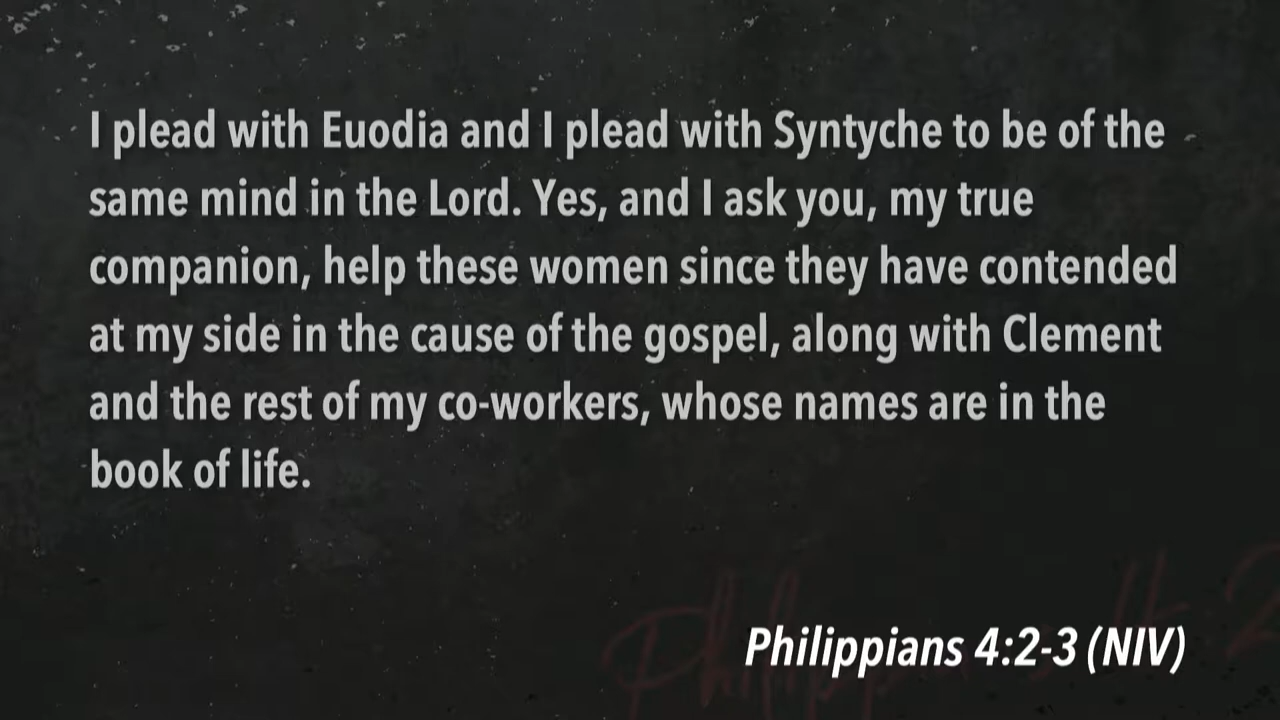 I plead with Euodia and I plead with Syntyche to be of the
same mind in the Lord. Yes, and I ask you, my true
companion, help these women since they have contended
at my side in the cause of the gospel, along with Clement
and the rest of my co-workers, whose names are in the
book of life.
Philippians 4:2-3 (NIV)